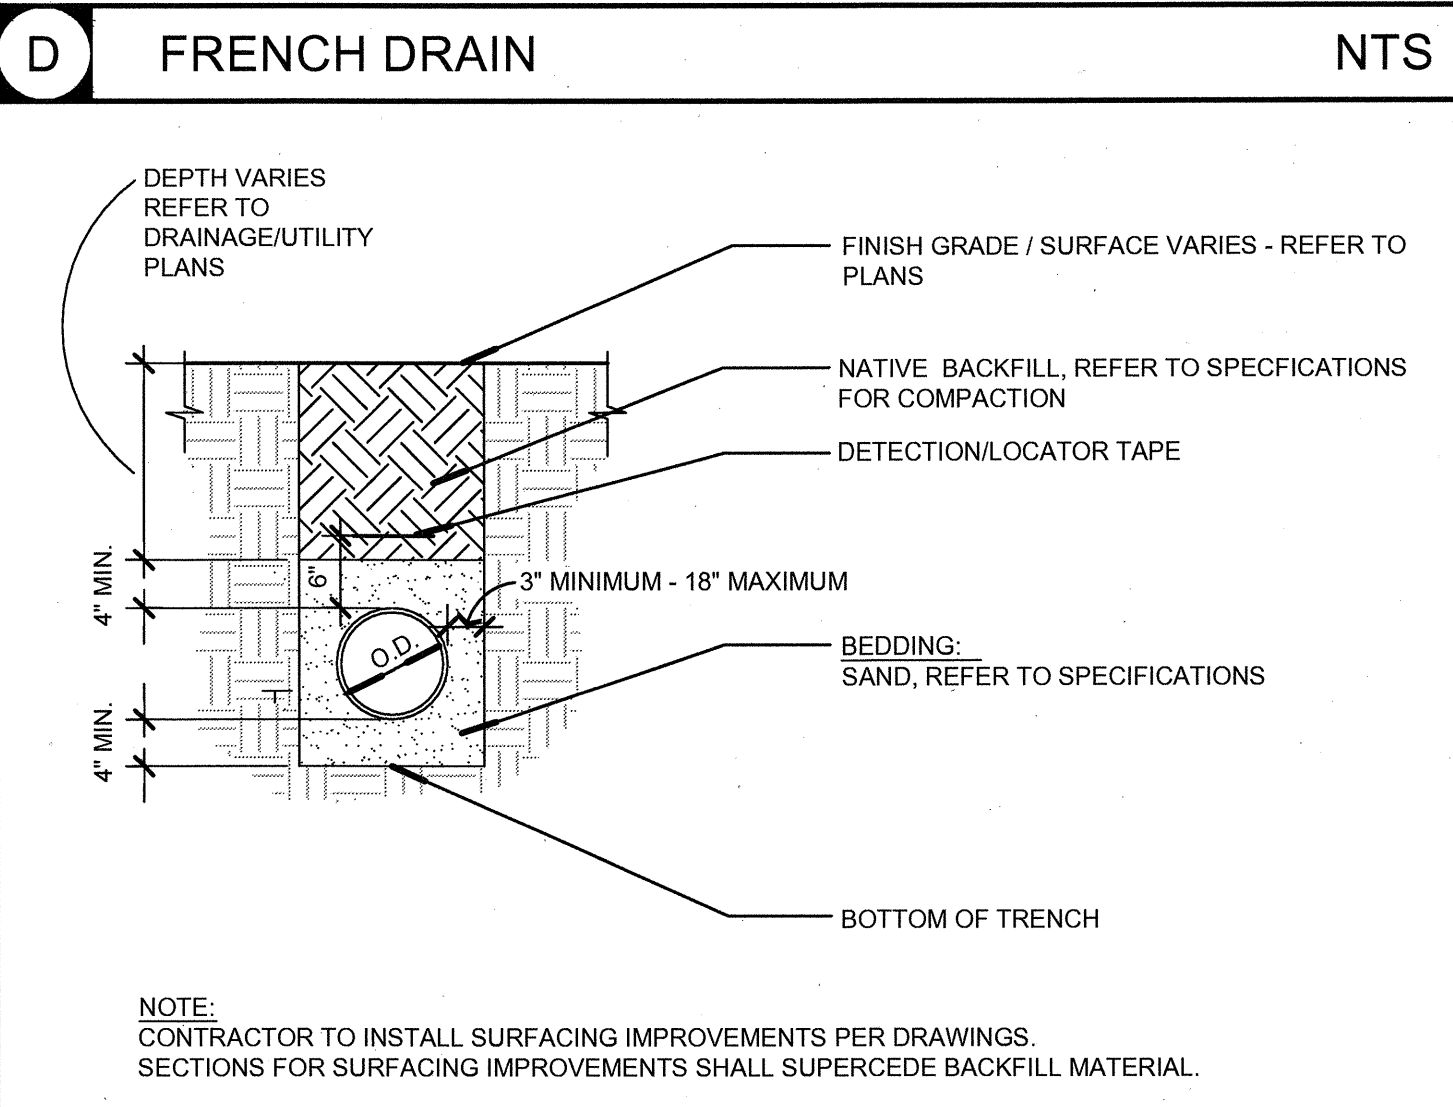 D FRENCH DRAIN NTS
DEPTH VARIES
REFER TO
DRAINAGE/UTILITY
PLANS
FINISH GRADE / SURFACE VARIES - REFER TO
PLANS
NATIVE BACKFILL, REFER TO SPECFICATIONS
FOR COMPACTION
DETECTION/LOCATOR TAPE
4" MIN.
6"
3" MINIMUM - 18" MAXIMUM
O.D.
BEDDING:
SAND, REFER TO SPECIFICATIONS
4" MIN.
BOTTOM OF TRENCH
NOTE:
CONTRACTOR TO INSTALL SURFACING IMPROVEMENTS PER DRAWINGS.
SECTIONS FOR SURFACING IMPROVEMENTS SHALL SUPERCEDE BACKFILL MATERIAL.